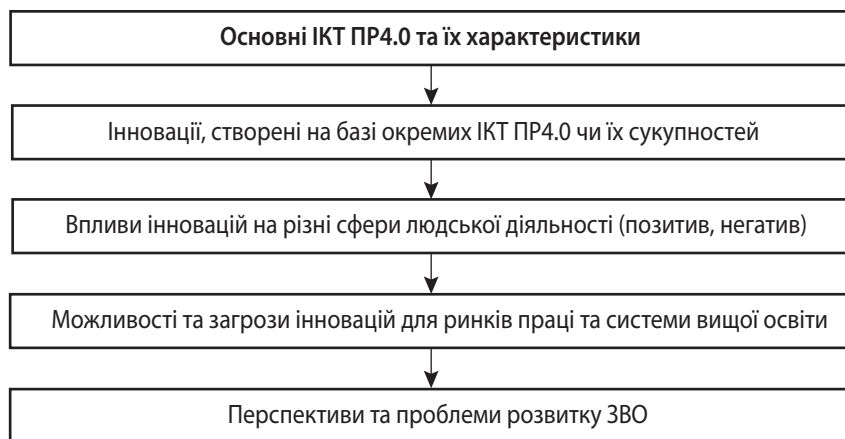 Основні ІКТ ПР4.0 та їх характеристики
Інновації, створені на базі окремих ІКТ ПР4.0 чи їх сукупностей
Впливи інновацій на різні сфери людської діяльності (позитив, негатив)
Можливості та загрози інновацій для ринків праці та системи вищої освіти
Перспективи та проблеми розвитку ЗВО